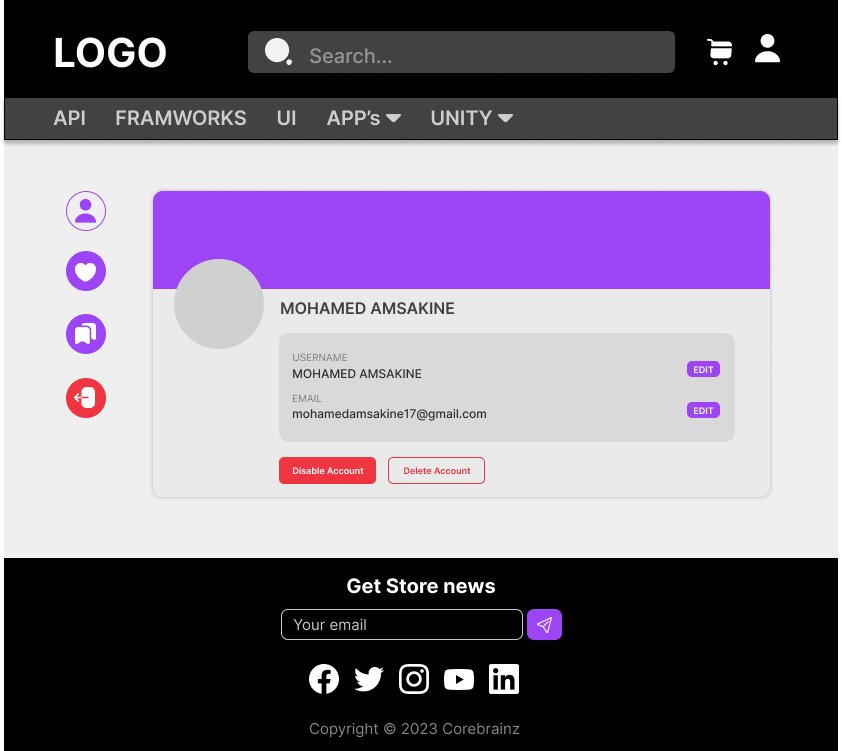 LOGO
Search...
API FRAMWORKS UI APP's UNITY
MOHAMED AMSAKINE
USERNAME
MOHAMED AMSAKINE
EDIT
EMAIL
mohamedamsakine17@gmail.com
EDIT
Disable Account Delete Account
Get Store news
Your email
Copyright © 2023 Corebrainz